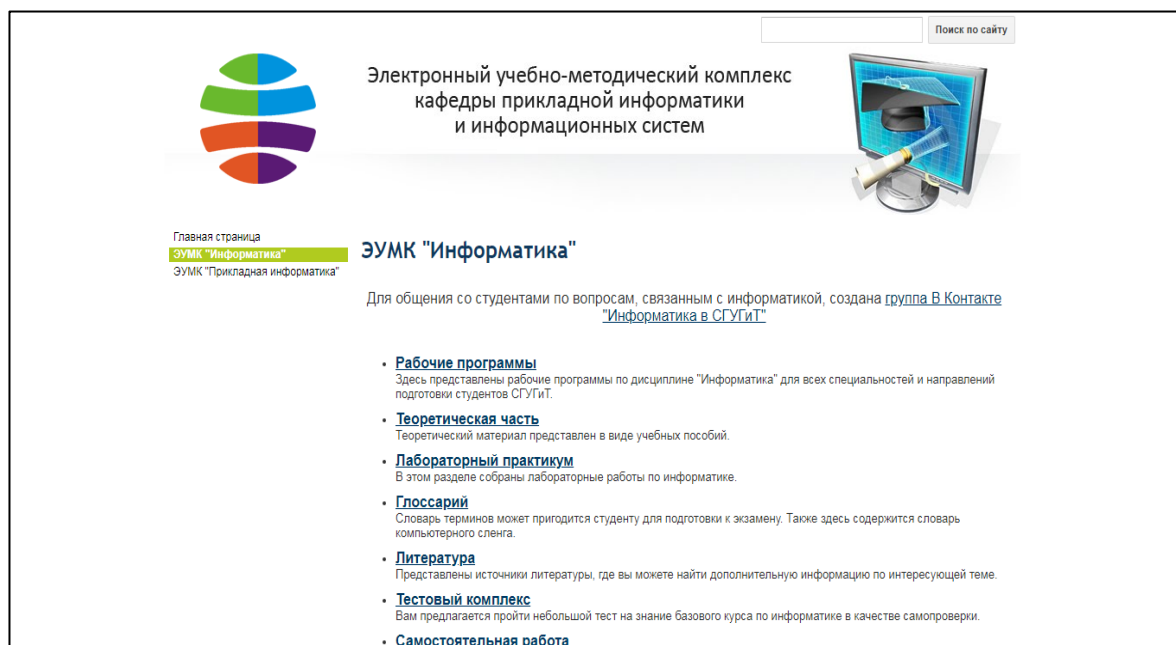 Поиск по сайту
Электронный учебно-методический комплекс
кафедры прикладной информатики
и информационных систем
Главная страница
ЭУМК "Информатика"
ЭУМК "Прикладная информатика"
ЭУМК "Информатика"
Для общения со студентами по вопросам, связанным с информатикой, создана группа В Контакте
"Информатика в СГУГиТ"
Рабочие программы
Здесь представлены рабочие программы по дисциплине "Информатика" для всех специальностей и направлений
подготовки студентов СГУГиТ.
Теоретическая часть
Теоретический материал представлен в виде учебных пособий.
Лабораторный практикум
В этом разделе собраны лабораторные работы по информатике.
Глоссарий
Словарь терминов может пригодится студенту для подготовки к экзамену. Также здесь содержится словарь
компьютерного сленга.
Литература
Представлены источники литературы, где вы можете найти дополнительную информацию по интересующей теме.
Тестовый комплекс
Вам предлагается пройти небольшой тест на знание базового курса по информатике в качестве самопроверки.
Самостоятельная работа